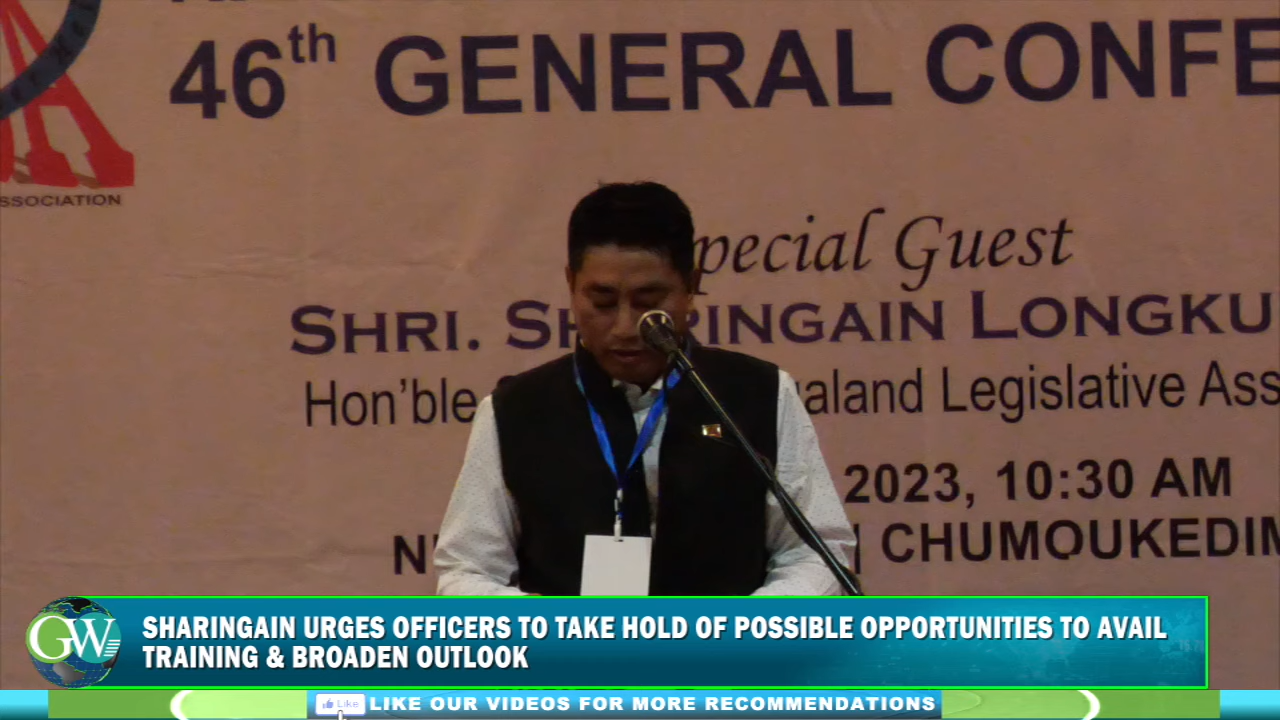 46th GENERAL CONFE
SSOCIATION
pecial Guest
SHRI. SH RINGAIN LONGKU
Hon'ble aland Legislative Ass
2023, 10:30 AM
CHUMOUKEDIM
GW
SHARINGAIN URGES OFFICERS TO TAKE HOLD OF POSSIBLE OPPORTUNITIES TO AVAIL
TRAINING & BROADEN OUTLOOK
Like
LIKE OUR VIDEOS FOR MORE RECOMMENDATIONS